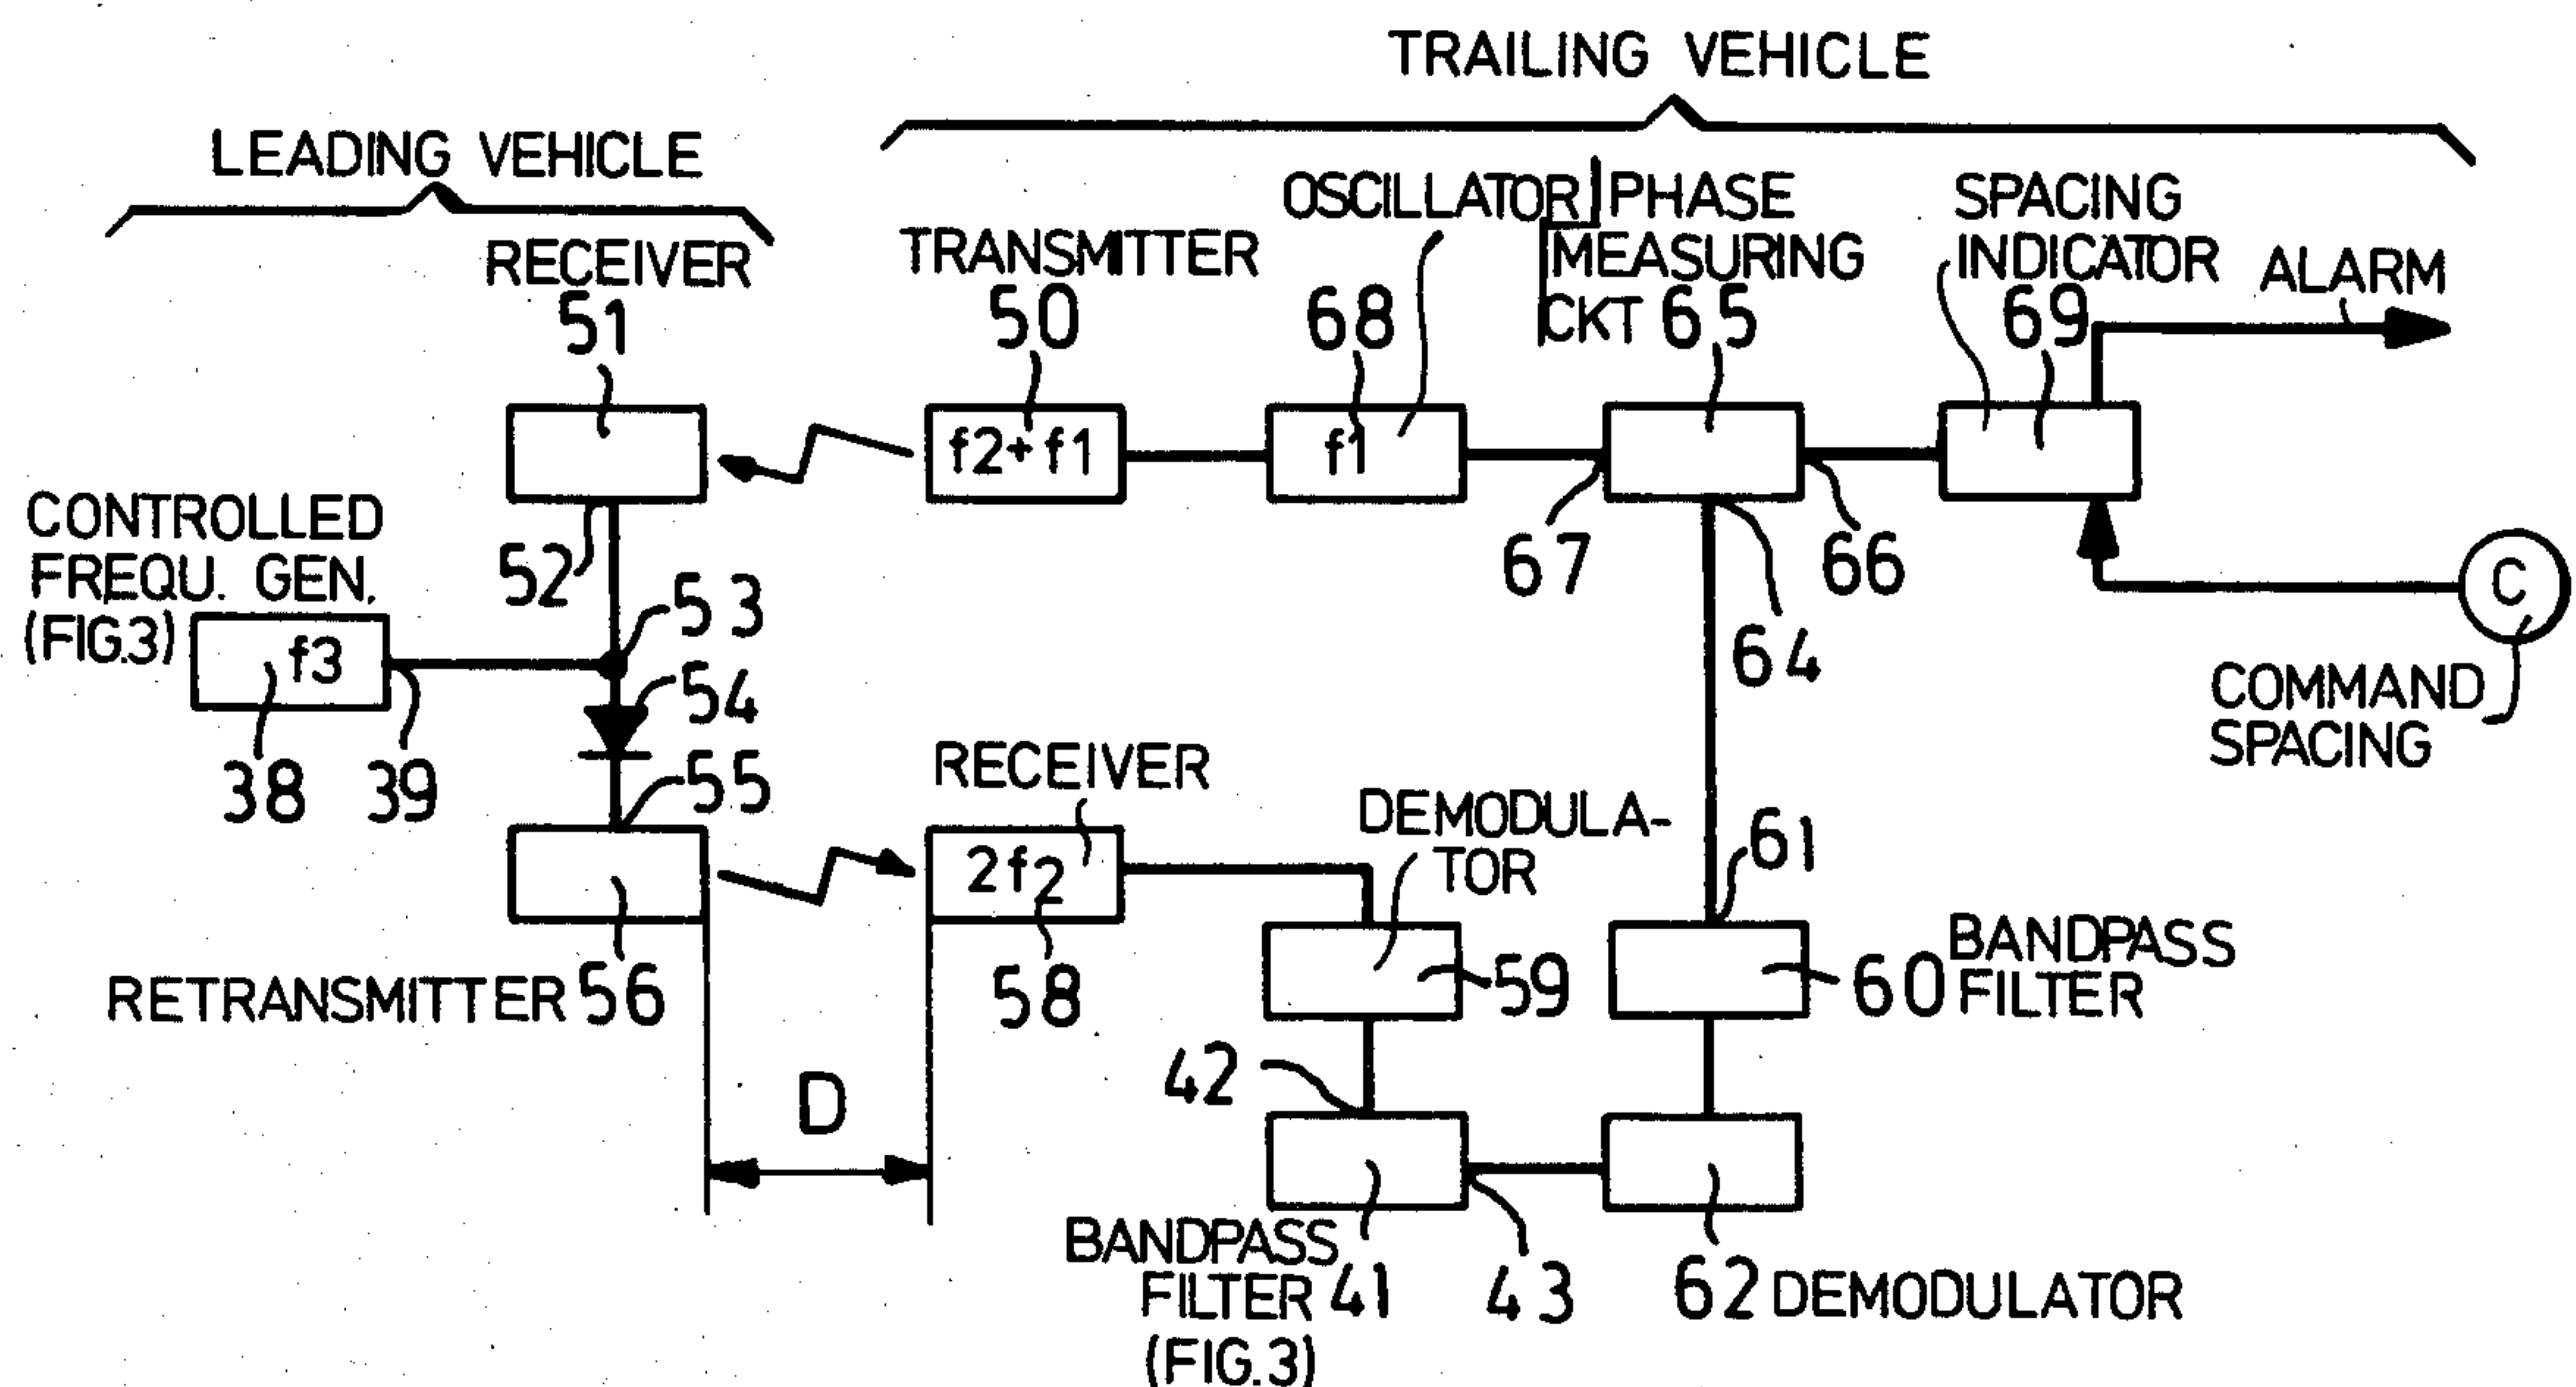 TRAILING VEHICLE
LEADING VEHICLE
RECEIVER
51
TRANSMITTER
50
OSCILLATOR
68
PHASE
MEASURING
CKT 65
SPACING
INDICATOR
69
ALARM
f2+f1
f1
CONTROLLED
FREQU. GEN.
(FIG.3)
f3
38
39
52
53
54
55
67
66
64
C
COMMAND
SPACING
RETRANSMITTER 56
D
RECEIVER
2f2
58
DEMODULA-
TOR
59
61
60 BANDPASS
FILTER
42
BANDPASS
FILTER 41
(FIG.3)
43
62 DEMODULATOR